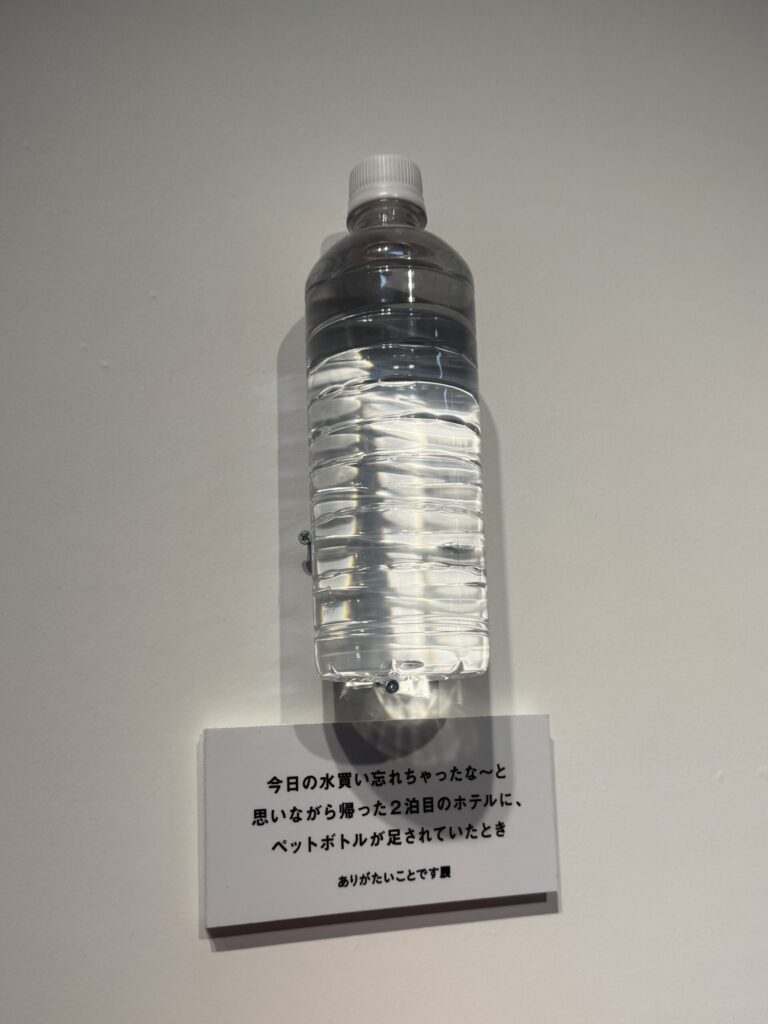 今日の水買い忘れちゃったな〜と
思いながら帰った2泊目のホテルに、
ペットボトルが足されていたとき
ありがたいことです展